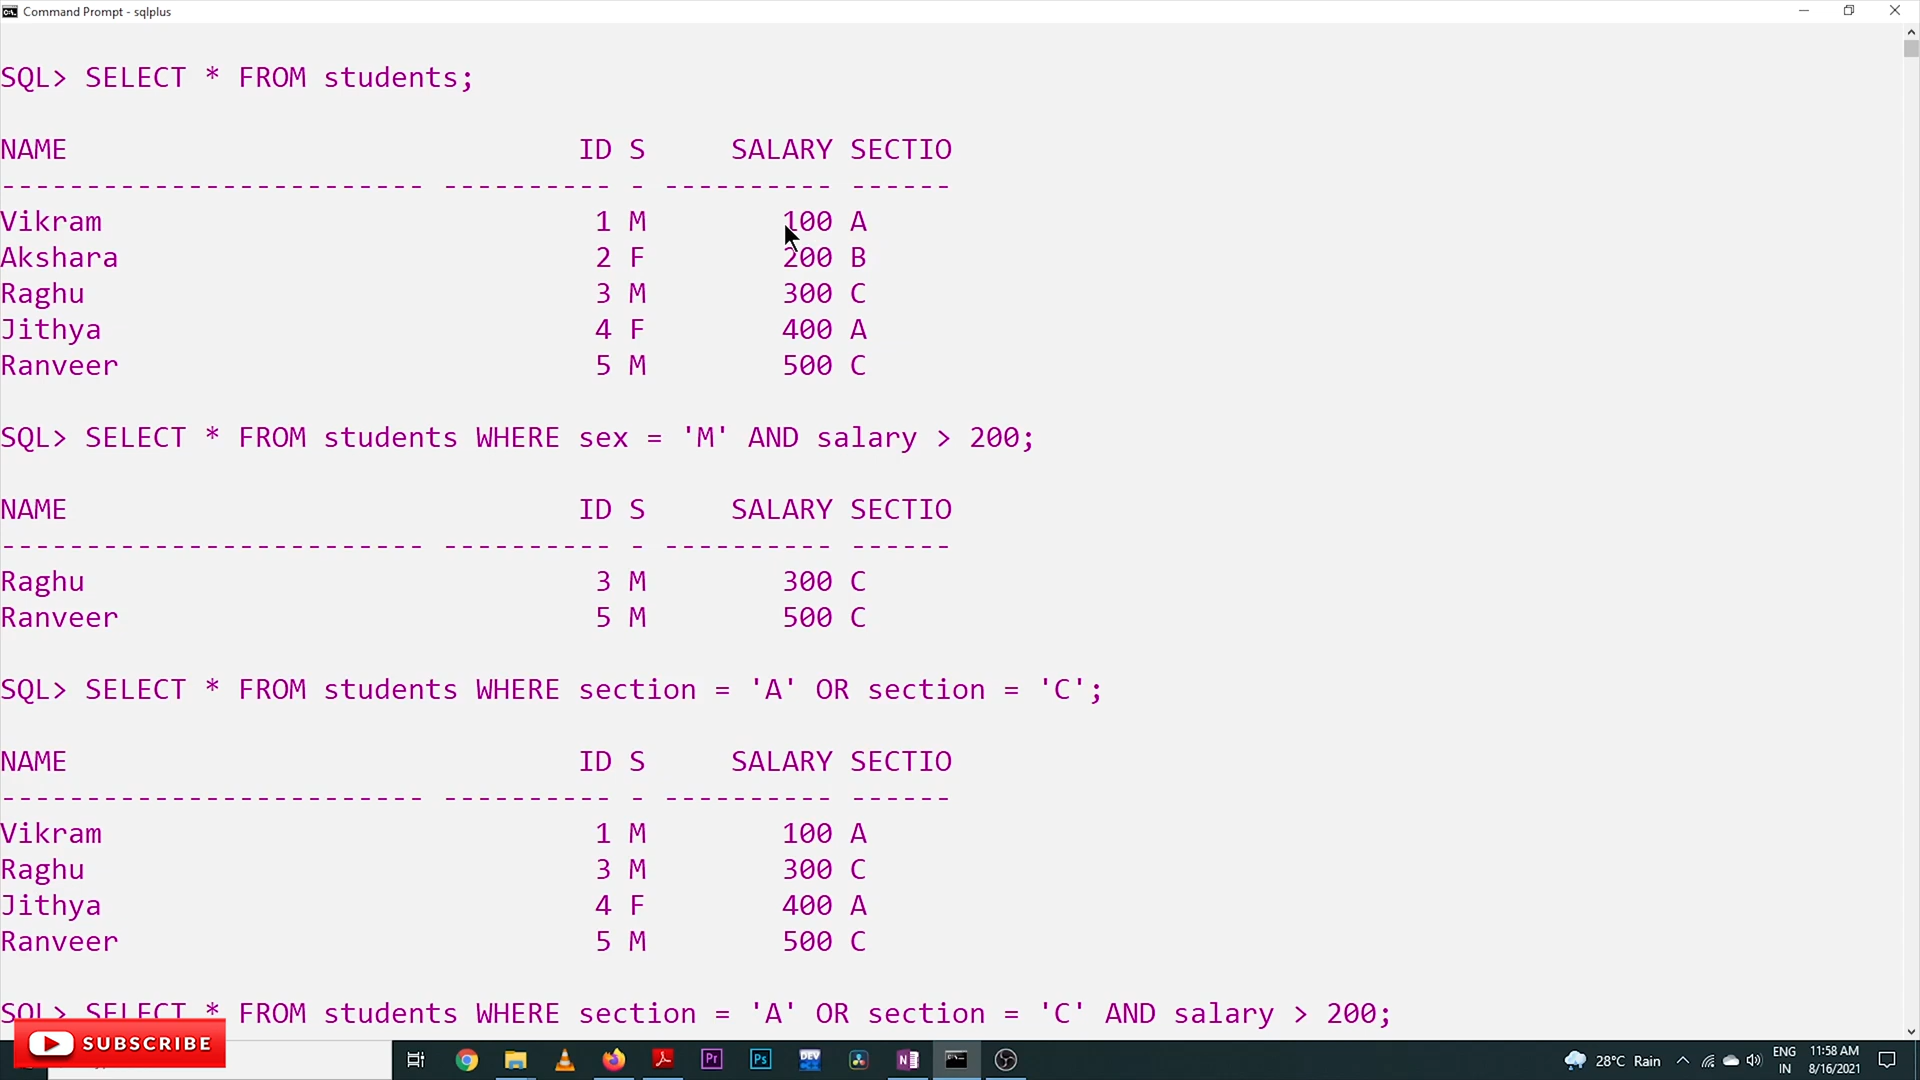 Command Prompt - sqlplus
SQL> SELECT * FROM students;
NAME ID S SALARY SECTIO
------------------------- ---------- - ---------- ------
Vikram 1 M 100 A
Akshara 2 F 200 B
Raghu 3 M 300 C
Jithya 4 F 400 A
Ranveer 5 M 500 C
SQL> SELECT * FROM students WHERE sex = 'M' AND salary > 200;
NAME ID S SALARY SECTIO
------------------------- ---------- - ---------- ------
Raghu 3 M 300 C
Ranveer 5 M 500 C
SQL> SELECT * FROM students WHERE section = 'A' OR section = 'C';
NAME ID S SALARY SECTIO
------------------------- ---------- - ---------- ------
Vikram 1 M 100 A
Raghu 3 M 300 C
Jithya 4 F 400 A
Ranveer 5 M 500 C
SQL> SELECT * FROM students WHERE section = 'A' OR section = 'C' AND salary > 200;
SUBSCRIBE
Pr Ps DEV N
28°C Rain
ENG
IN
11:58 AM
8/16/2021